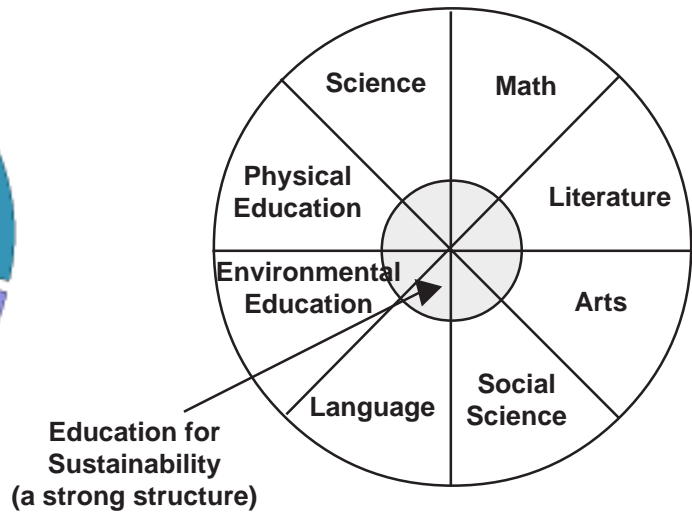 Science
Math
Physical
Education
Literature
Environmental
Education
Arts
Language
Social
Science
Education for
Sustainability
(a strong structure)